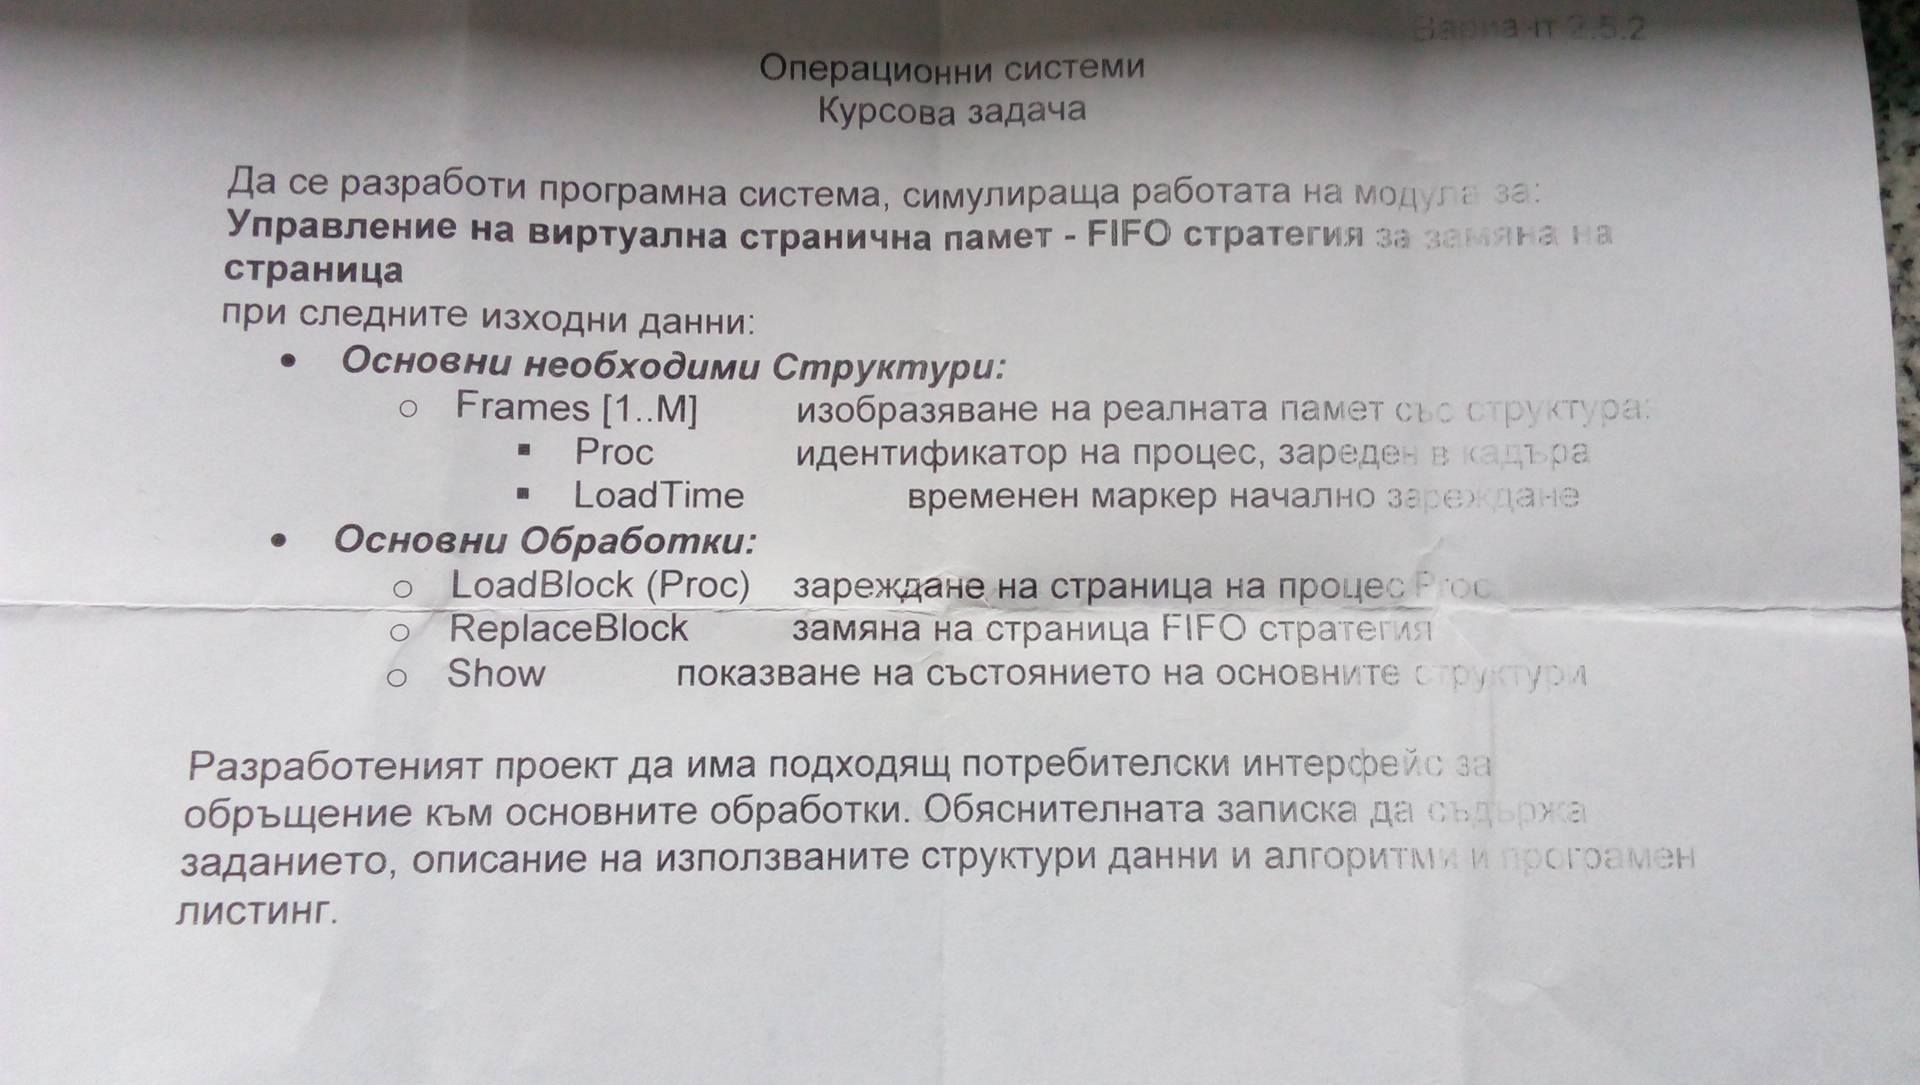 Вариант 2.5.2
Операционни системи
Курсова задача
Да се разработи програмна система, симулираща работата на модула за:
Управление на виртуална странична памет - FIFO стратегия за замяна на
страница
при следните изходни данни:
• Основни необходими Структури:
○ Frames [1..M] изобразяване на реалната памет със структура:
▪ Proc идентификатор на процес, зареден в кадъра
▪ LoadTime временен маркер начално зареждане
• Основни Обработки:
○ LoadBlock (Proc) зареждане на страница на процес Proc
○ ReplaceBlock замяна на страница FIFO стратегия
○ Show показване на състоянието на основните структури
Разработеният проект да има подходящ потребителски интерфейс за
обръщение към основните обработки. Обяснителната записка да съдържа
заданието, описание на използваните структури данни и алгоритми и програмен
листинг.